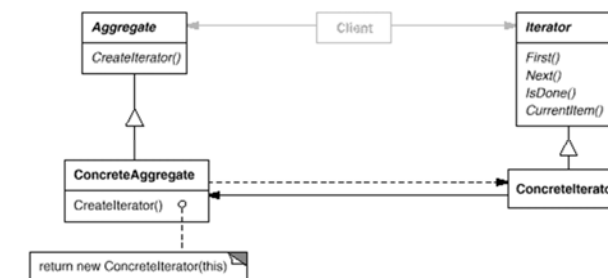 Aggregate
CreateIterator()
Client
Iterator
First()
Next()
IsDone()
CurrentItem()
ConcreteAggregate
CreateIterator()
ConcreteIterato
return new ConcreteIterator(this)